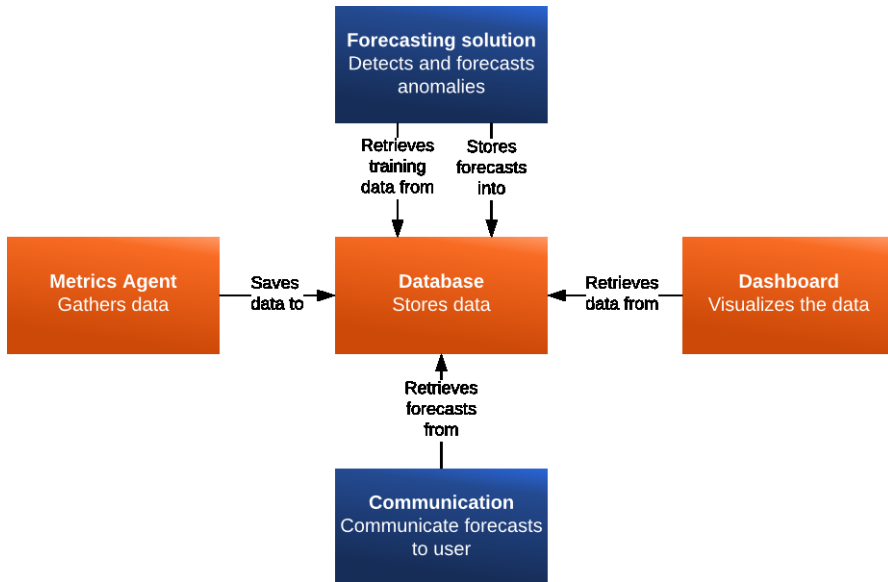 Forecasting solution
Detects and forecasts
anomalies
Retrieves
training
data from
Stores
forecasts
into
Metrics Agent
Gathers data
Saves
data to
Database
Stores data
Retrieves
data from
Dashboard
Visualizes the data
Retrieves
forecasts
from
Communication
Communicate forecasts
to user